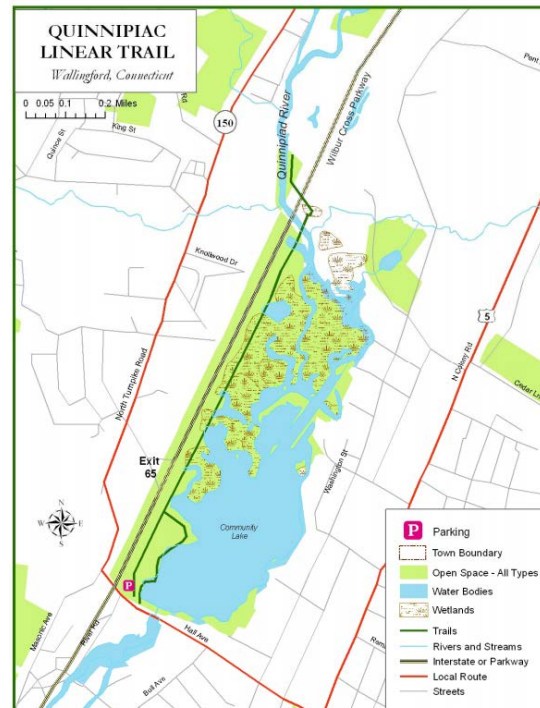 QUINNIPIAC
LINEAR TRAIL
Wallingford, Connecticut
0 0.05 0.1 0.2 Miles
Rd
150
King St
Quince St
Quinnipiad River
Wilbur Cross Parkway
Knollwood Dr
5
N Colony Rd
North Turnpike Road
Exit
65
Washington St
N
W E
S
Community
Lake
P
Hall Ave
River Rd
Masonic Ave
Bull Ave
P Parking
Town Boundary
Open Space - All Types
Water Bodies
Wetlands
Trails
Rivers and Streams
Interstate or Parkway
Local Route
Streets